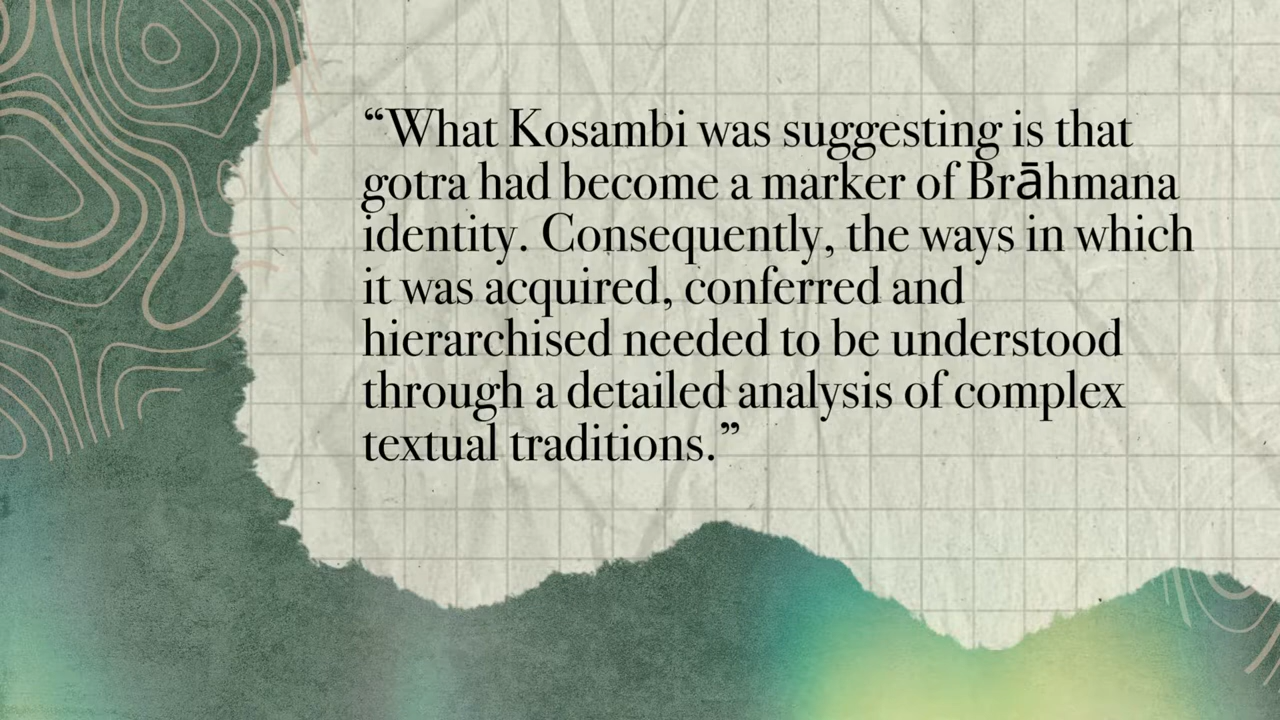 “What Kosambi was suggesting is that
gotra had become a marker of Brāhmana
identity. Consequently, the ways in which
it was acquired, conferred and
hierarchised needed to be understood
through a detailed analysis of complex
textual traditions.”